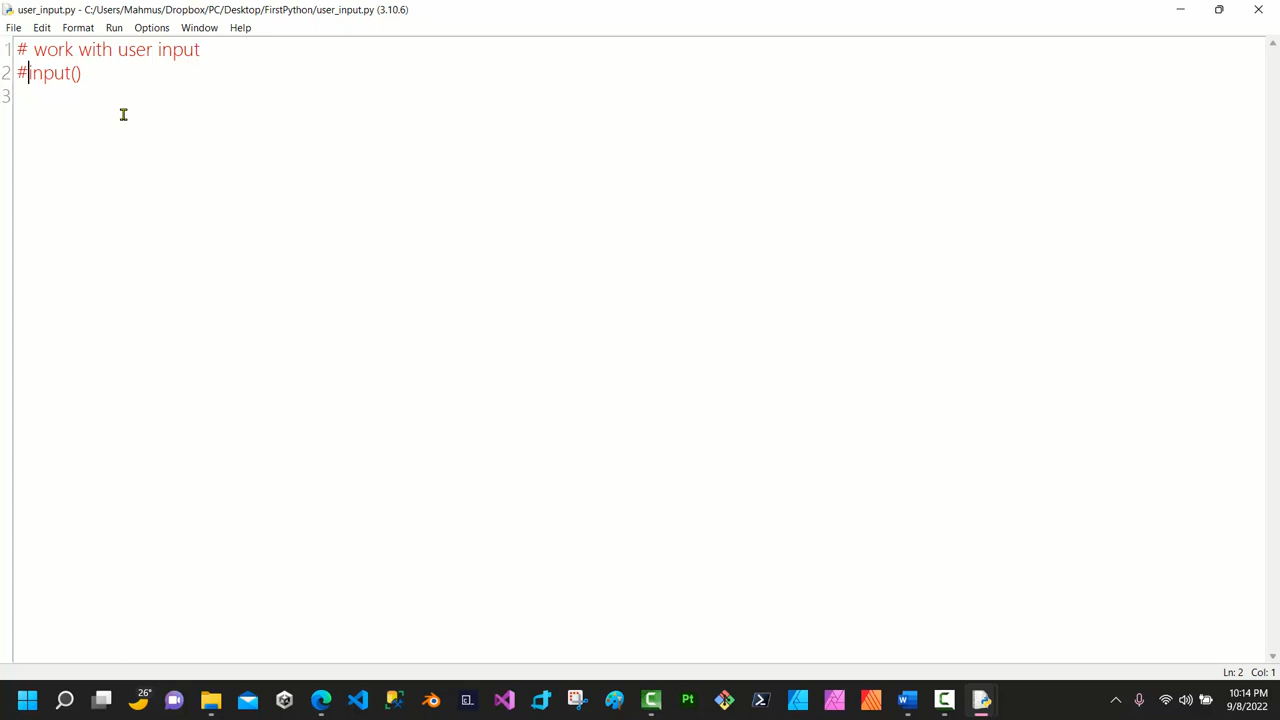 user_input.py - C:/Users/Mahmus/Dropbox/PC/Desktop/FirstPython/user_input.py (3.10.6)
File Edit Format Run Options Window Help
1 # work with user input
2 #input()
3
Ln: 2 Col: 1
26°
Pt
10:14 PM
9/8/2022